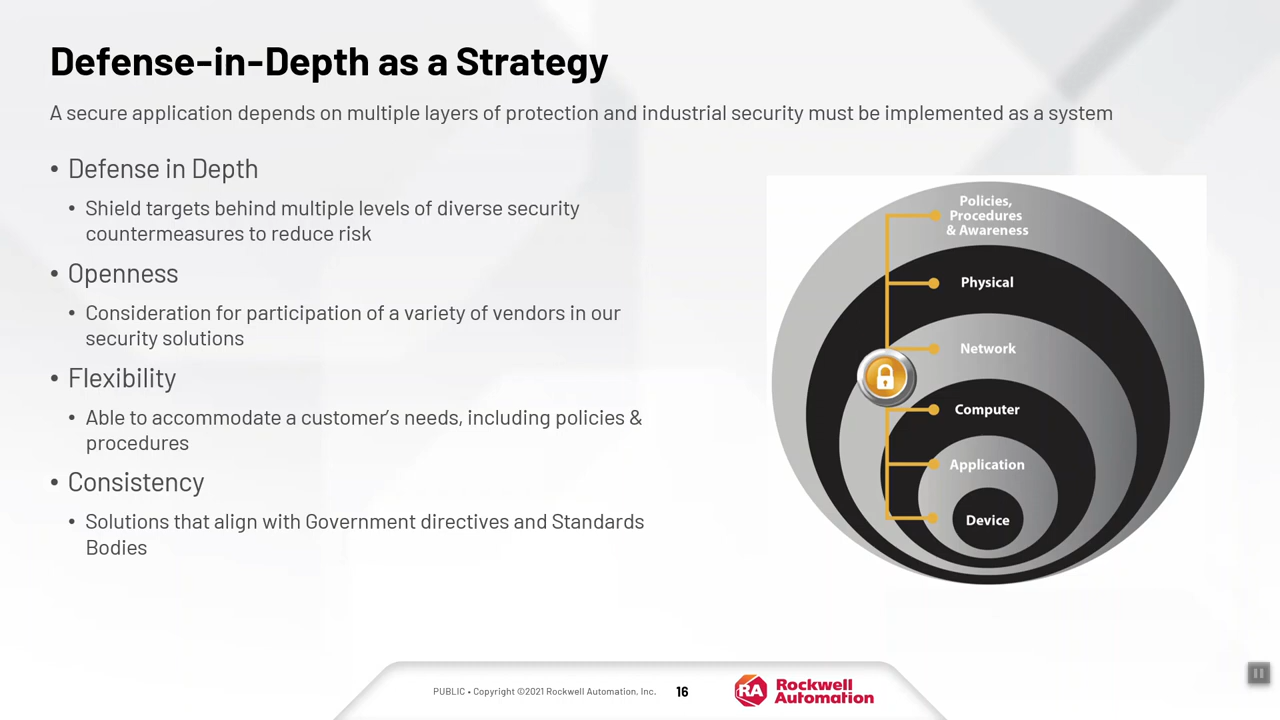 Defense-in-Depth as a Strategy
A secure application depends on multiple layers of protection and industrial security must be implemented as a system
• Defense in Depth
• Shield targets behind multiple levels of diverse security
countermeasures to reduce risk
• Openness
• Consideration for participation of a variety of vendors in our
security solutions
• Flexibility
• Able to accommodate a customer's needs, including policies &
procedures
• Consistency
• Solutions that align with Government directives and Standards
Bodies
Policies,
Procedures
& Awareness
Physical
Network
Computer
Application
Device
PUBLIC • Copyright ©2021 Rockwell Automation, Inc.
16
RA
Rockwell
Automation